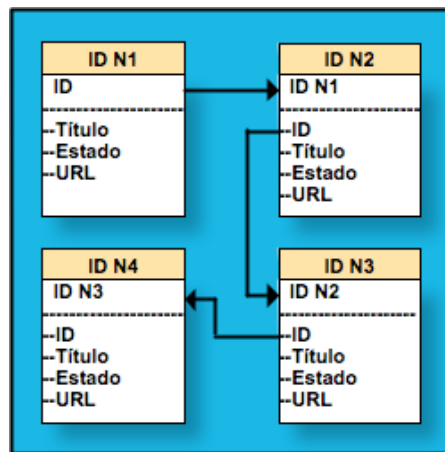 ID N1
ID
--Título
--Estado
--URL
ID N2
ID N1
--ID
--Título
--Estado
--URL
ID N4
ID N3
--ID
--Título
--Estado
--URL
ID N3
ID N2
--ID
--Título
--Estado
--URL